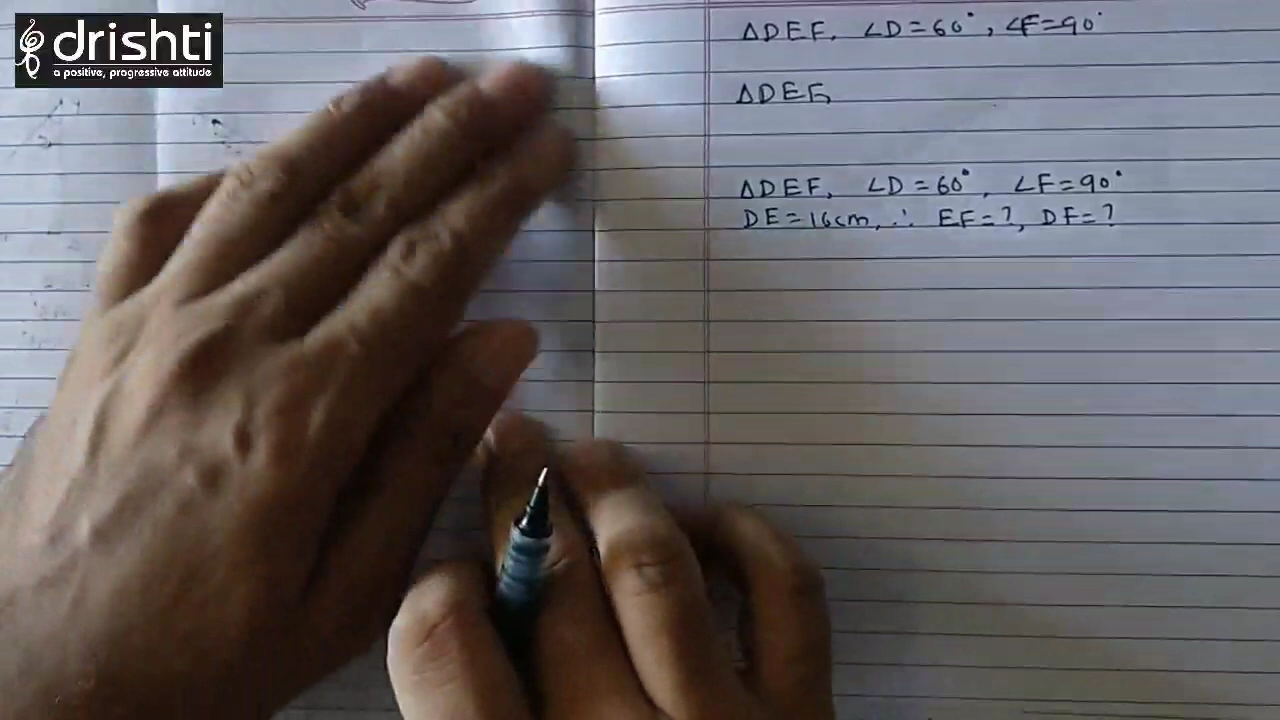 drishti
a positive, progressive attitude
ΔDEF, ∠D=60°, ∠F=90°
ΔDEF,
ΔDEF, ∠D=60°, ∠F=90°
DE=16cm, ∴ EF=?, DF=?